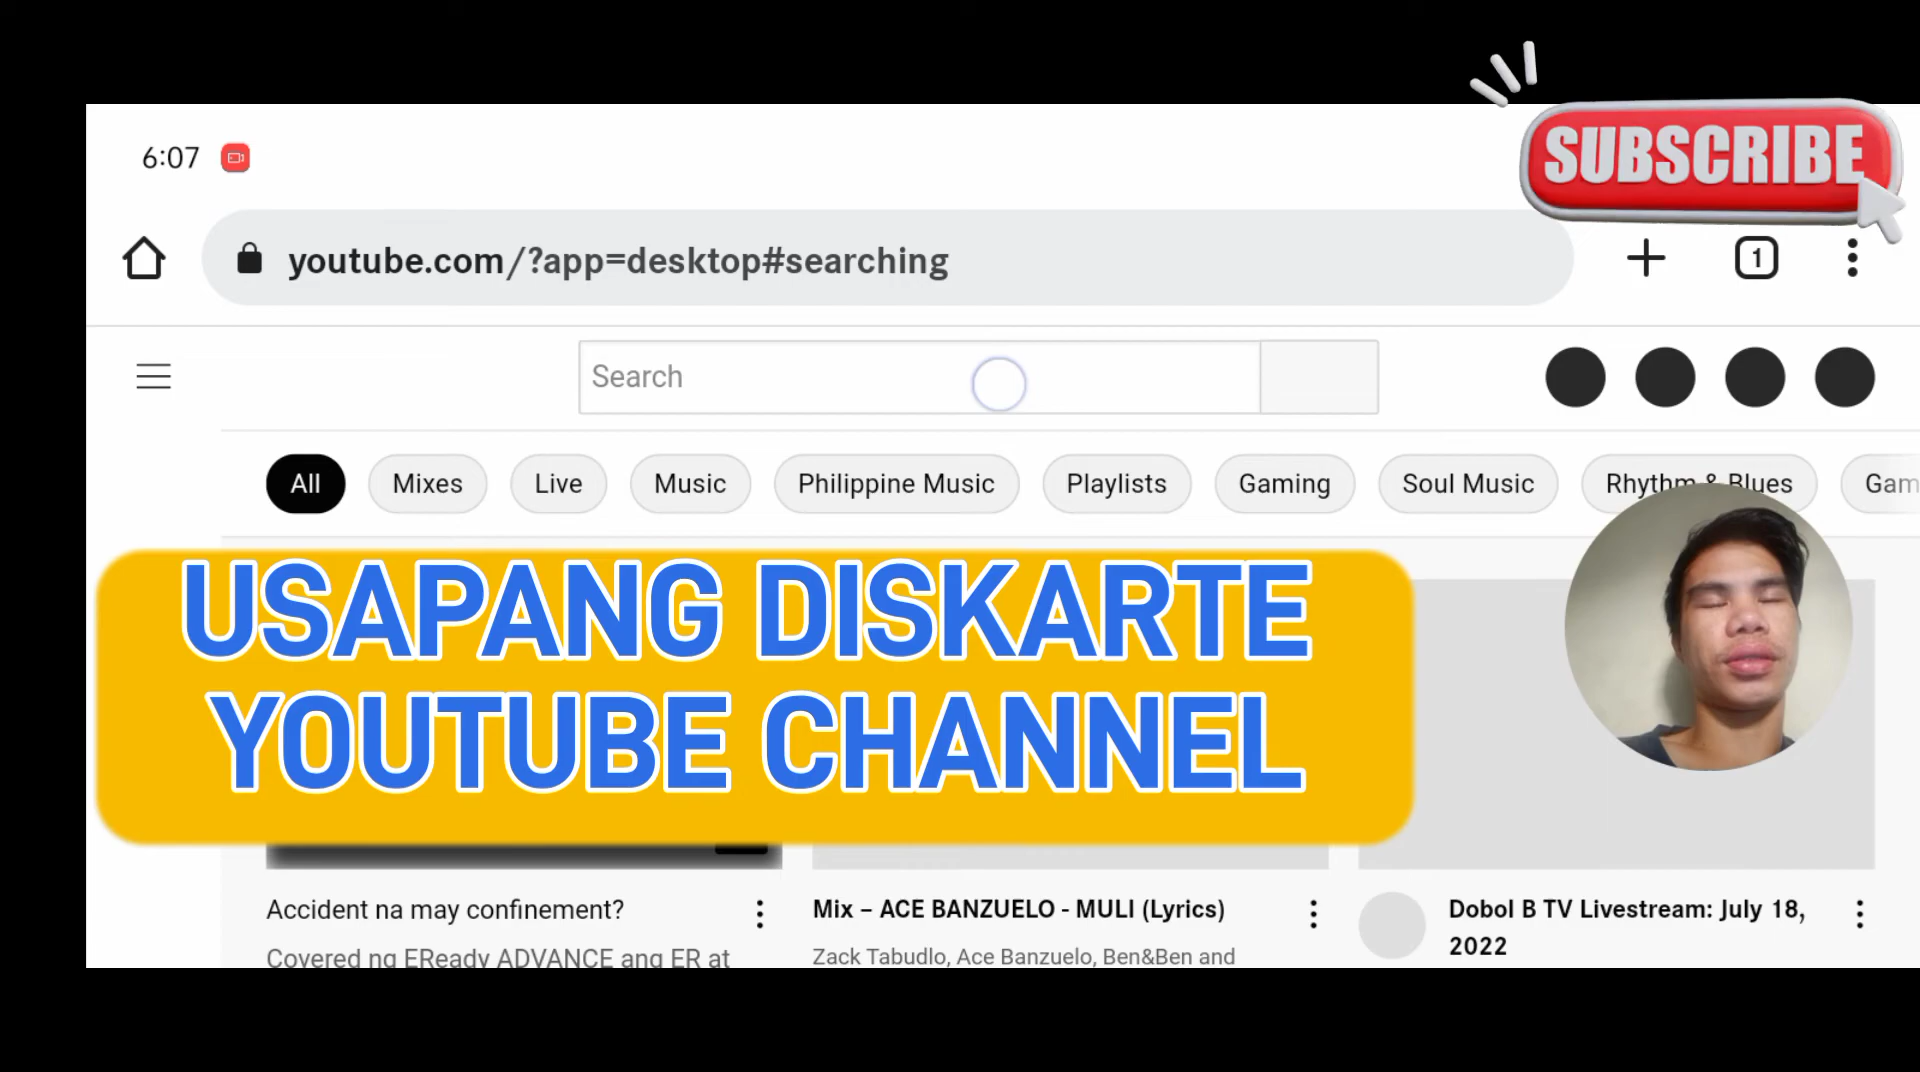 SUBSCRIBE
6:07
youtube.com/?app=desktop#searching
1
Search
All Mixes Live Music Philippine Music Playlists Gaming Soul Music Rhythm & Blues Gam
USAPANG DISKARTE
YOUTUBE CHANNEL
Accident na may confinement?
Covered ng EReady ADVANCE ang ER at
Mix – ACE BANZUELO - MULI (Lyrics)
Zack Tabudlo, Ace Banzuelo, Ben&Ben and
Dobol B TV Livestream: July 18,
2022